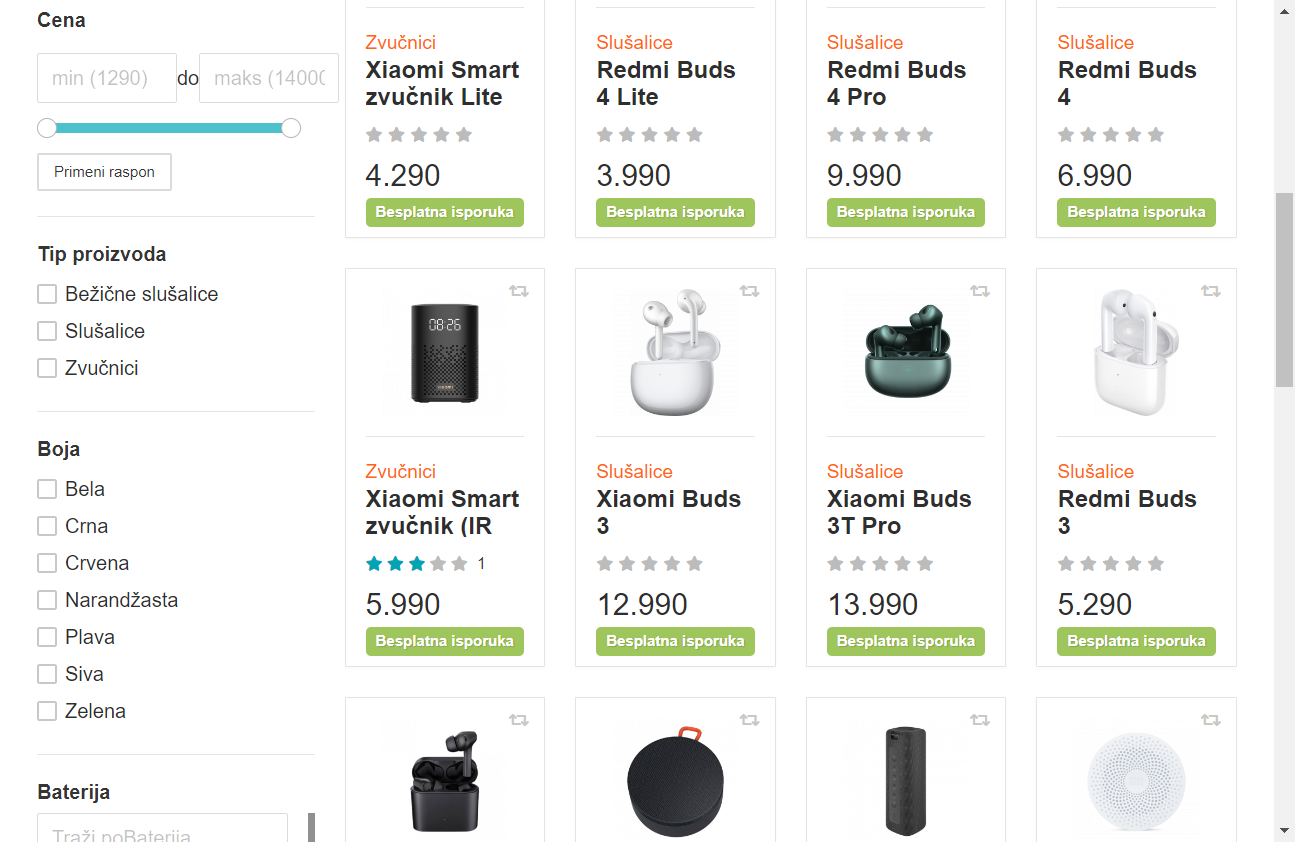 Cena
min (1290) do maks (1400
Primeni raspon
Tip proizvoda
Bežične slušalice
Slušalice
Zvučnici
Boja
Bela
Crna
Crvena
Narandžasta
Plava
Siva
Zelena
Baterija
Traži poBaterija
Zvučnici
Xiaomi Smart
zvučnik Lite
4.290
Besplatna isporuka
Slušalice
Redmi Buds
4 Lite
3.990
Besplatna isporuka
Slušalice
Redmi Buds
4 Pro
9.990
Besplatna isporuka
Slušalice
Redmi Buds
4
6.990
Besplatna isporuka
08:26
Zvučnici
Xiaomi Smart
zvučnik (IR
1
5.990
Besplatna isporuka
Slušalice
Xiaomi Buds
3
12.990
Besplatna isporuka
Slušalice
Xiaomi Buds
3T Pro
13.990
Besplatna isporuka
Slušalice
Redmi Buds
3
5.290
Besplatna isporuka